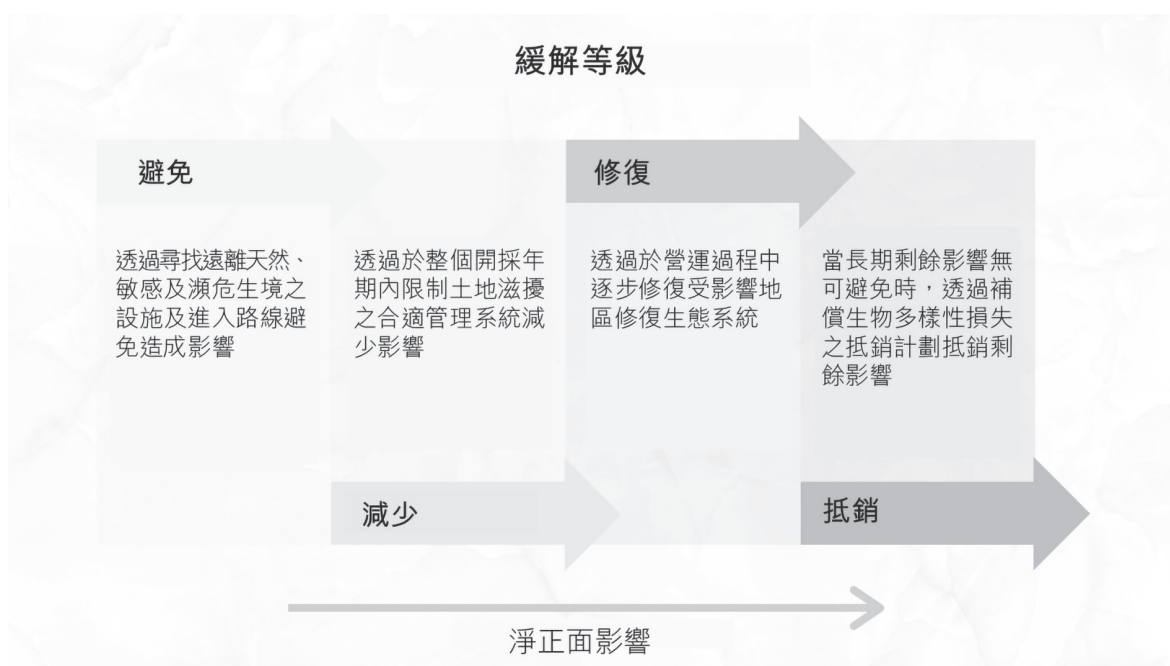 緩解等級
避免
透過尋找遠離天然、
敏感及瀕危生境之
設施及進入路線避
免造成影響
減少
透過於整個開採年
期內限制土地滋擾
之合適管理系統減
少影響
修復
透過於營運過程中
逐步修復受影響地
區修復生態系統
抵銷
當長期剩餘影響無
可避免時，透過補
償生物多樣性損失
之抵銷計劃抵銷剩
餘影響
淨正面影響